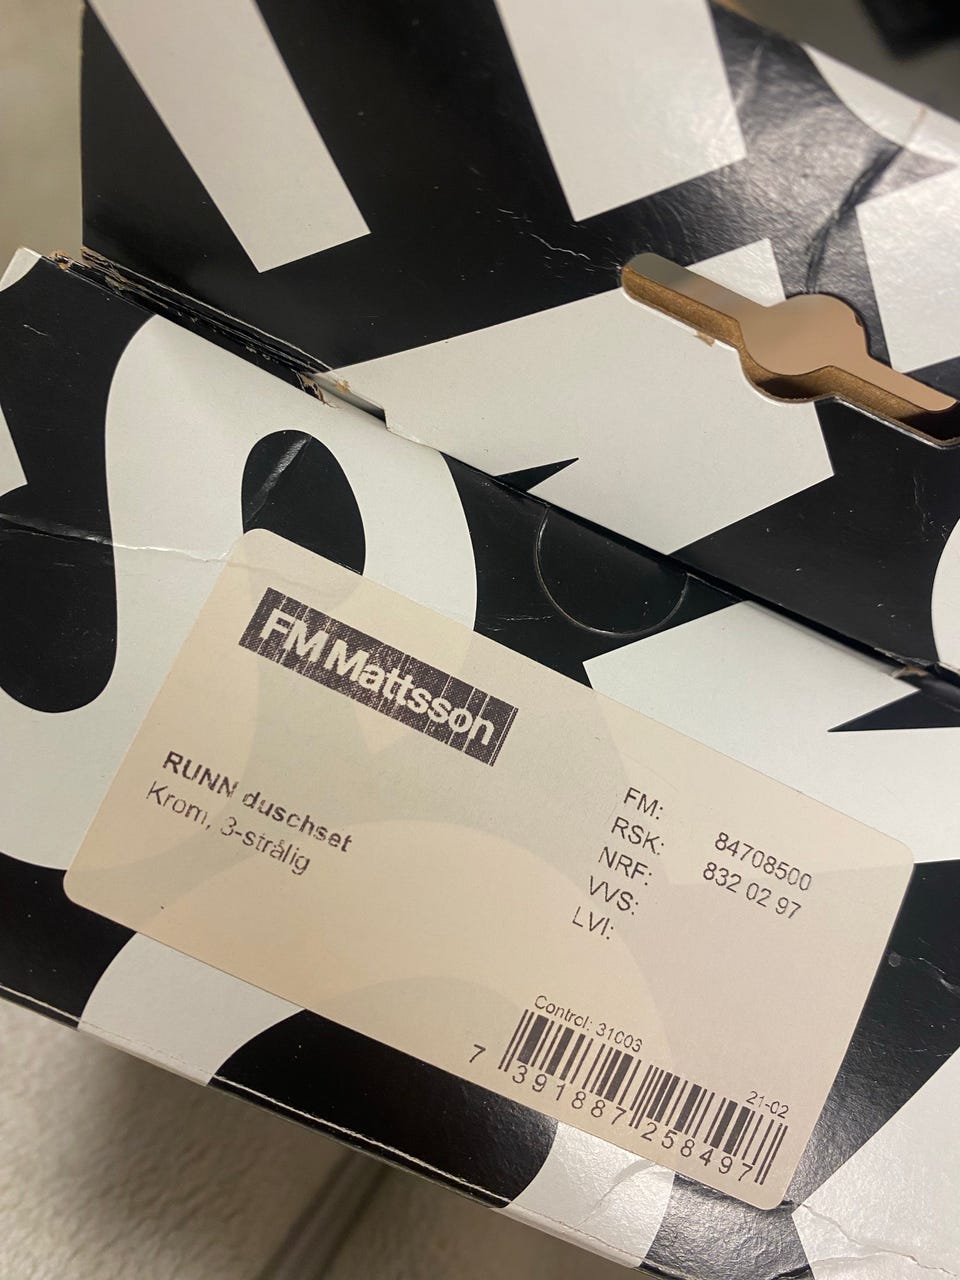 FM Mattsson
RUNN duschset
Krom, 3-strålig
FM: 84708500
RSK: 832 02 97
NRF:
VVS:
LVI:
Control: 31003
21-02
7 391887 258497